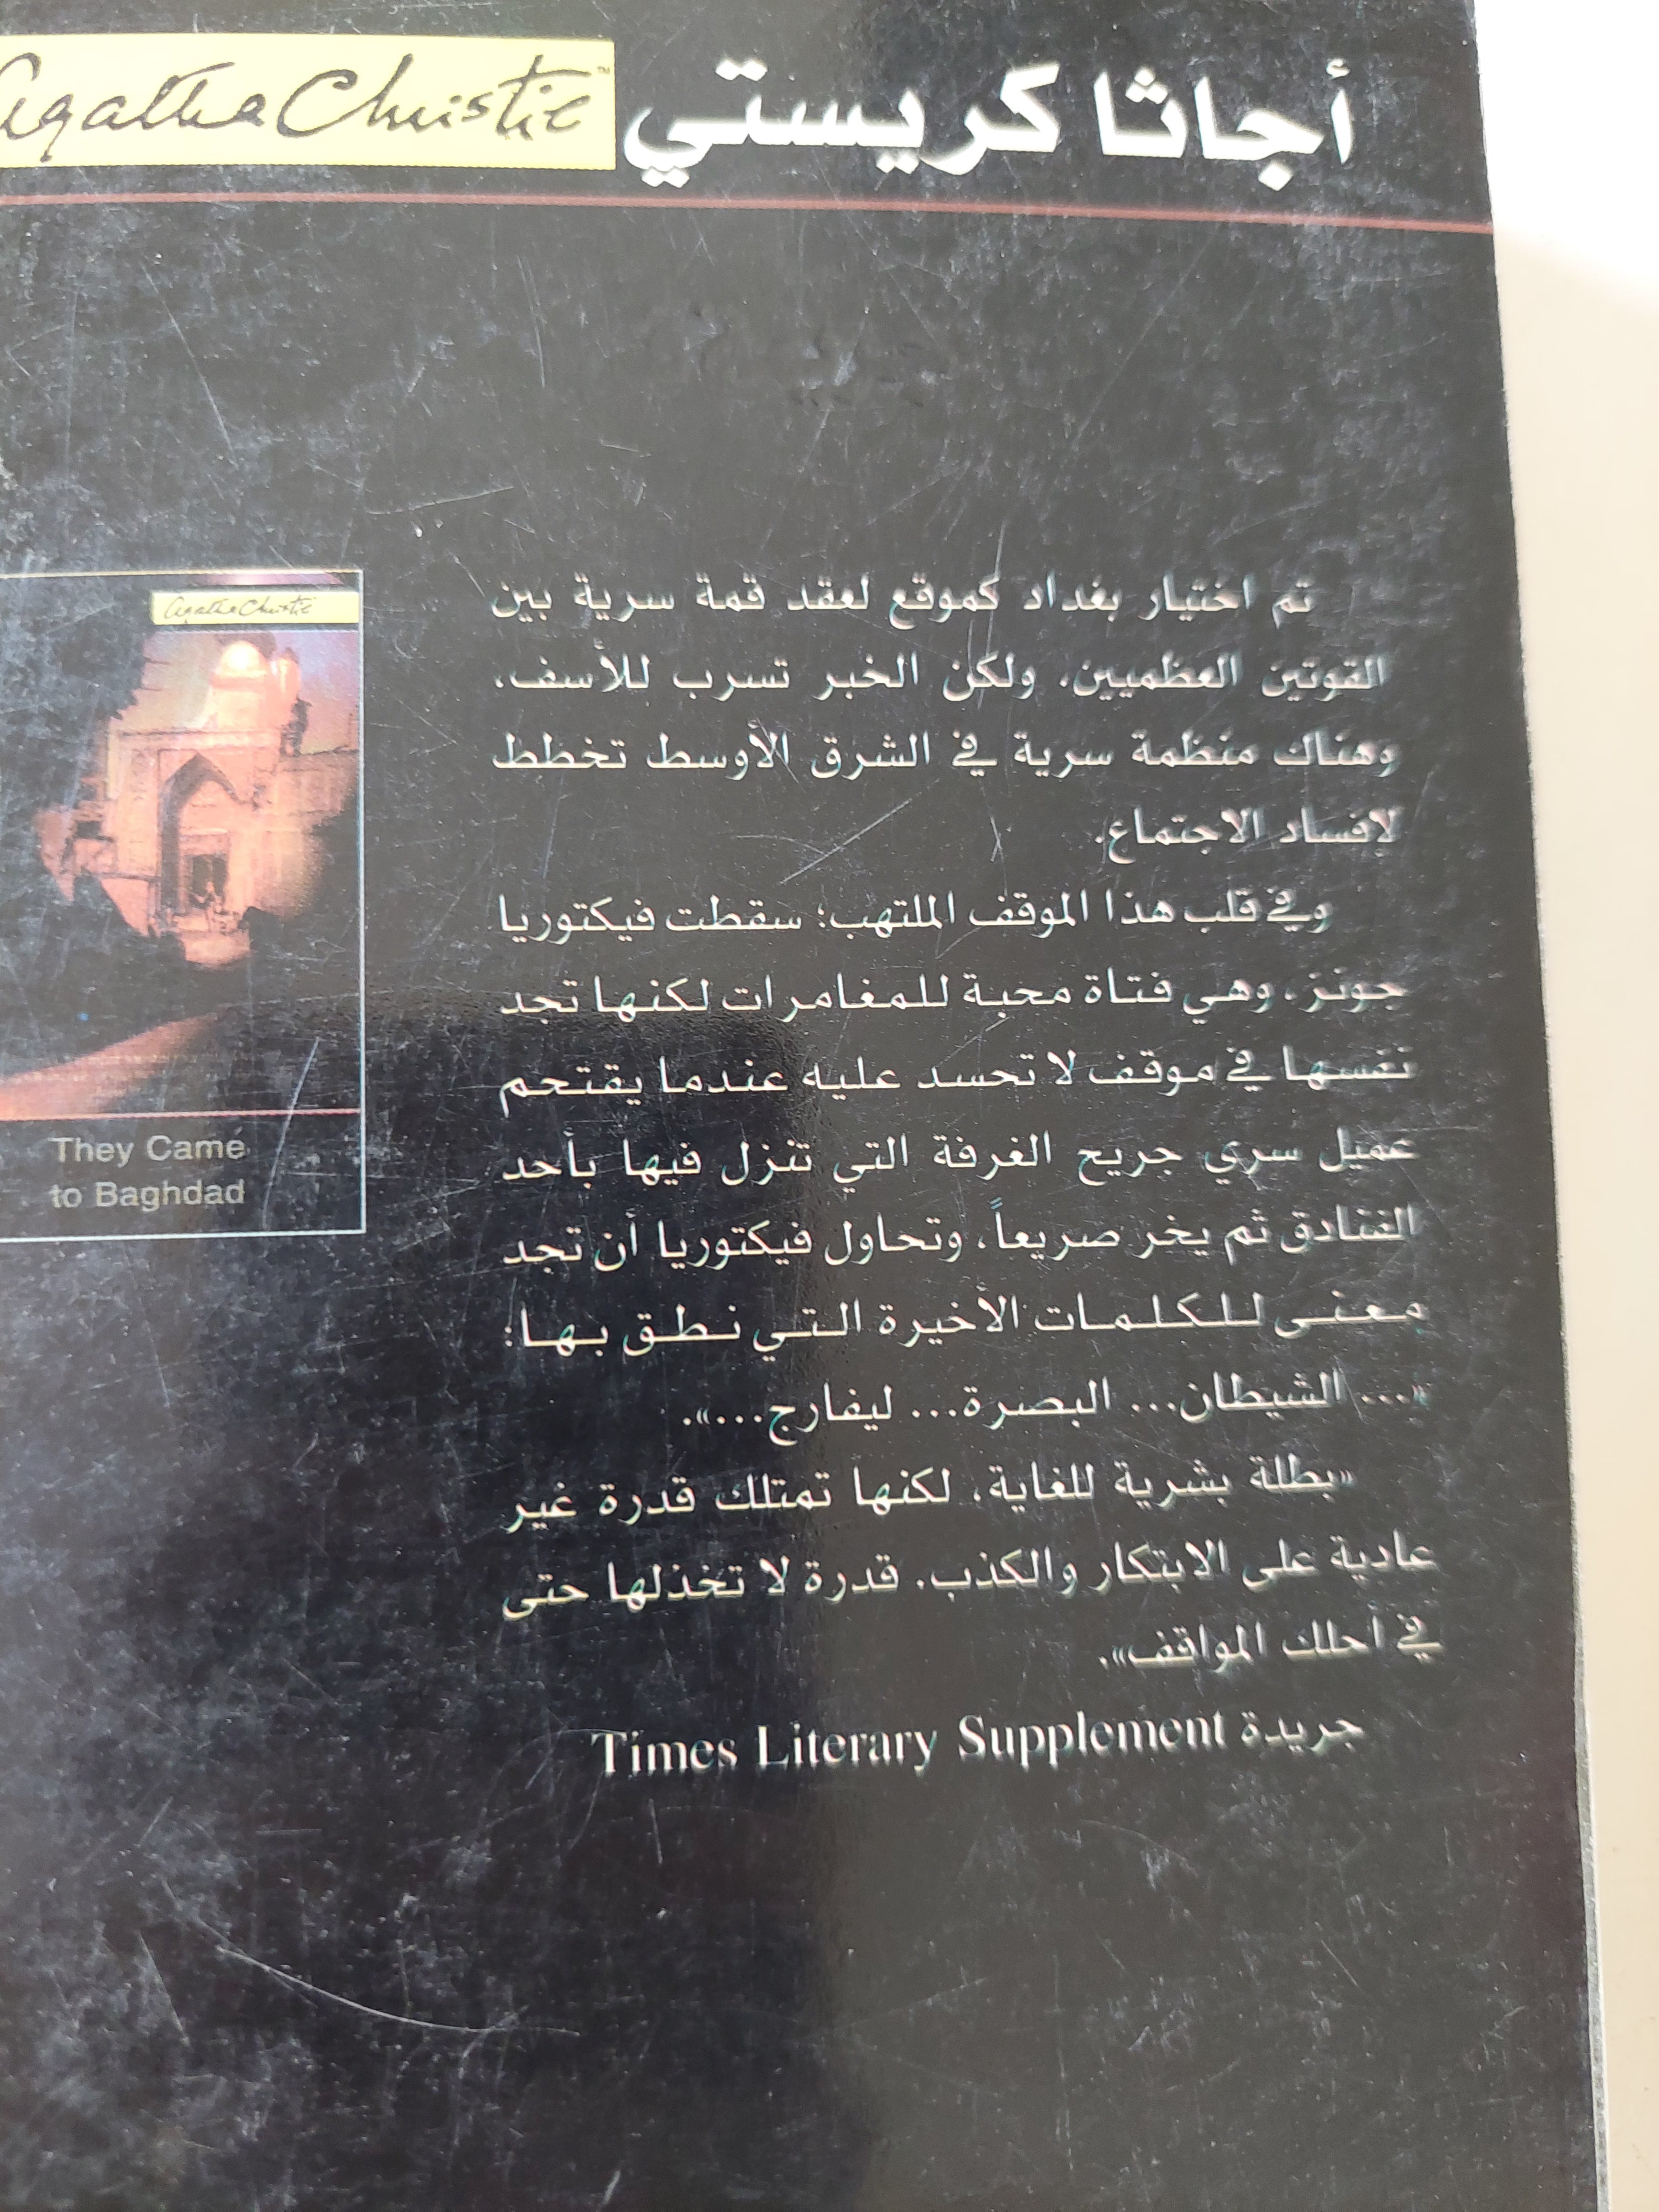 أجاثا كريستي Agatha Christie™
تم اختيار بغداد كموقع لعقد قمة سرية بين
القوتين العظميين، ولكن الخبر تسرب للأسف،
وهناك منظمة سرية في الشرق الأوسط تخطط
لافساد الاجتماع.
وفي قلب هذا الموقف الملتهب؛ سقطت فيكتوريا
جونز، وهي فتاة محبة للمغامرات لكنها تجد
نفسها في موقف لا تحسد عليه عندما يقتحم
عميل سري جريح الغرفة التي تنزل فيها بأحد
الفنادق ثم يخر صريعاً، وتحاول فيكتوريا أن تجد
معنى للكلمات الأخيرة التي نطق بها:
«... الشيطان... البصرة... ليفارج...».
«بطلة بشرية للغاية، لكنها تمتلك قدرة غير
عادية على الابتكار والكذب، قدرة لا تخذلها حتى
في أحلك المواقف».
جريدة Times Literary Supplement
Agatha Christie
They Came
to Baghdad